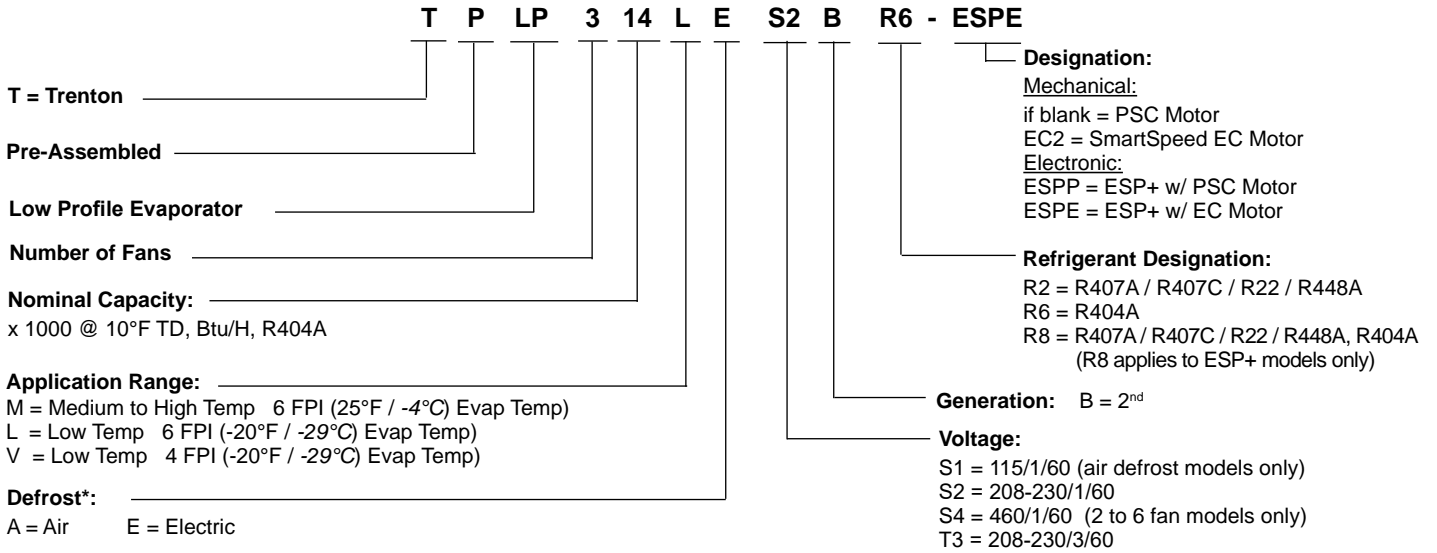 T P LP 3 14 L E S2 B R6 - ESPE
T = Trenton
Pre-Assembled
Low Profile Evaporator
Number of Fans
Nominal Capacity:
x 1000 @ 10°F TD, Btu/H, R404A
Application Range:
M = Medium to High Temp 6 FPI (25°F / -4°C) Evap Temp)
L = Low Temp 6 FPI (-20°F / -29°C) Evap Temp)
V = Low Temp 4 FPI (-20°F / -29°C) Evap Temp)
Defrost*:
A = Air E = Electric
Designation:
Mechanical:
if blank = PSC Motor
EC2 = SmartSpeed EC Motor
Electronic:
ESPP = ESP+ w/ PSC Motor
ESPE = ESP+ w/ EC Motor
Refrigerant Designation:
R2 = R407A / R407C / R22 / R448A
R6 = R404A
R8 = R407A / R407C / R22 / R448A, R404A
(R8 applies to ESP+ models only)
Generation: B = 2nd
Voltage:
S1 = 115/1/60 (air defrost models only)
S2 = 208-230/1/60
S4 = 460/1/60 (2 to 6 fan models only)
T3 = 208-230/3/60